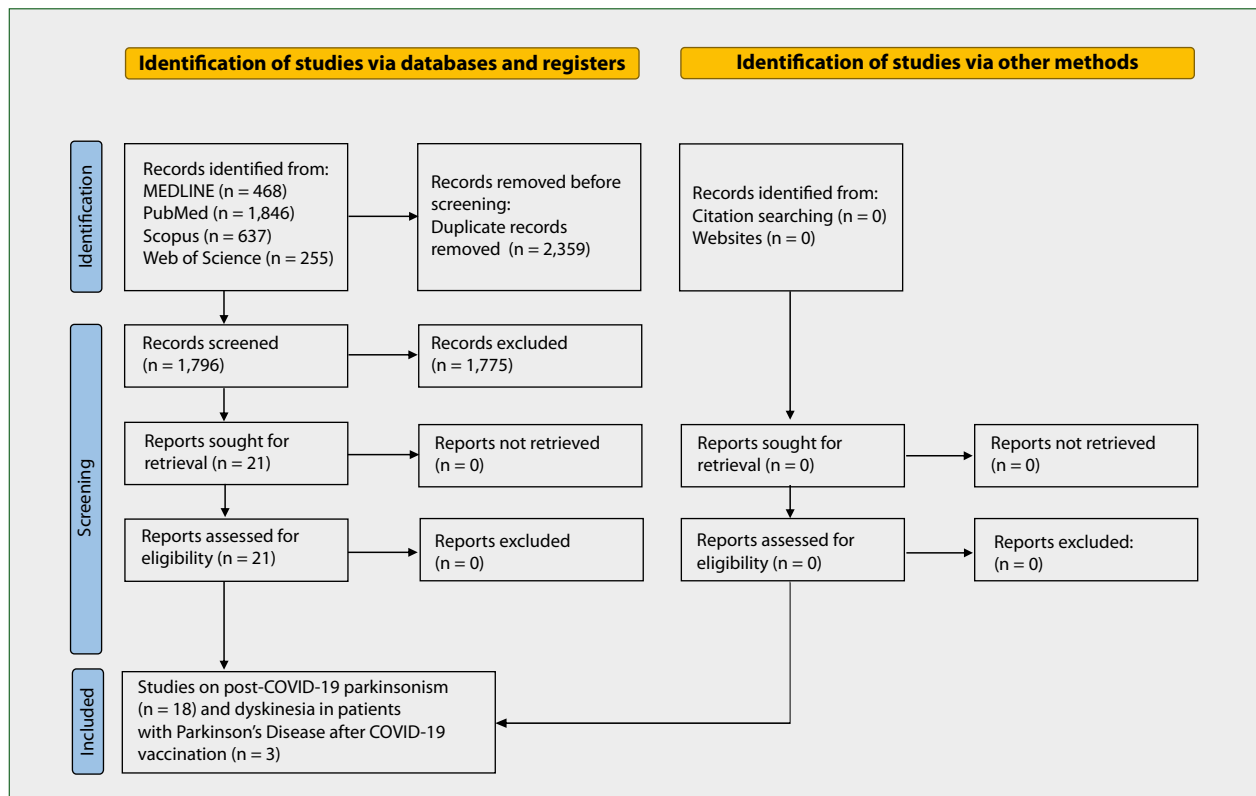 Identification of studies via databases and registers
Identification of studies via other methods
Identification
Records identified from:
MEDLINE (n = 468)
PubMed (n = 1,846)
Scopus (n = 637)
Web of Science (n = 255)
Records removed before
screening:
Duplicate records
removed (n = 2,359)
Records identified from:
Citation searching (n = 0)
Websites (n = 0)
Screening
Records screened
(n = 1,796)
Records excluded
(n = 1,775)
Reports sought for
retrieval (n = 21)
Reports not retrieved
(n = 0)
Reports sought for
retrieval (n = 0)
Reports not retrieved
(n = 0)
Reports assessed for
eligibility (n = 21)
Reports excluded
(n = 0)
Reports assessed for
eligibility (n = 0)
Reports excluded:
(n = 0)
Included
Studies on post-COVID-19 parkinsonism
(n = 18) and dyskinesia in patients
with Parkinson’s Disease after COVID-19
vaccination (n = 3)